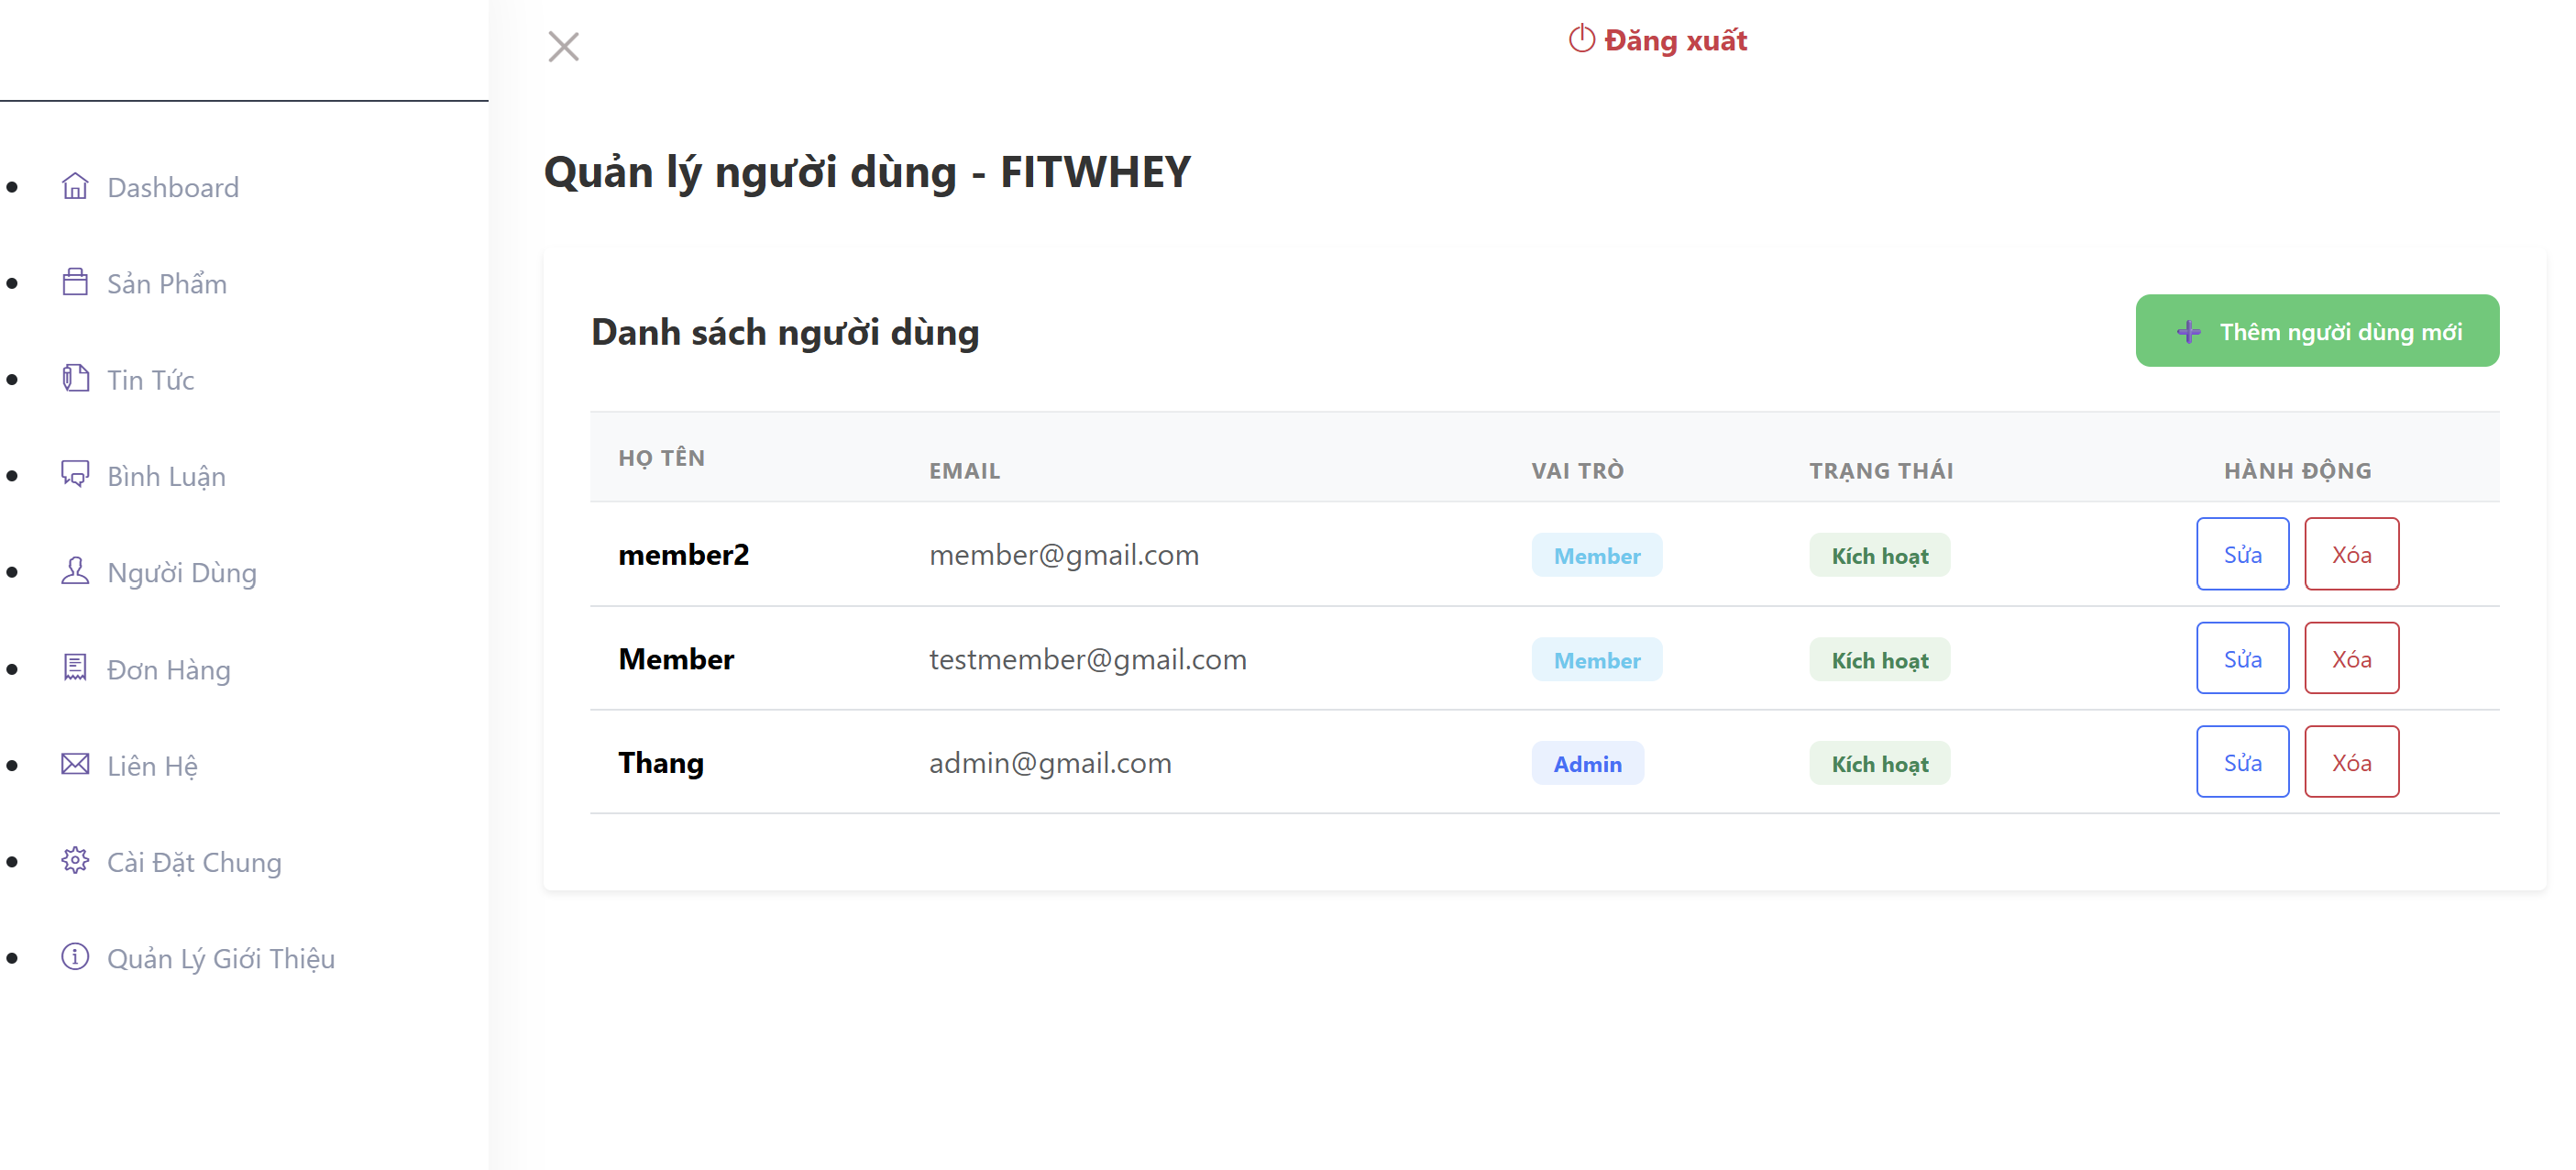 Đăng xuất
Dashboard
Sản Phẩm
Tin Tức
Bình Luận
Người Dùng
Đơn Hàng
Liên Hệ
Cài Đặt Chung
Quản Lý Giới Thiệu
Quản lý người dùng - FITWHEY
Danh sách người dùng
Thêm người dùng mới
HỌ TÊN EMAIL VAI TRÒ TRẠNG THÁI HÀNH ĐỘNG
member2 member@gmail.com Member Kích hoạt Sửa Xóa
Member testmember@gmail.com Member Kích hoạt Sửa Xóa
Thang admin@gmail.com Admin Kích hoạt Sửa Xóa